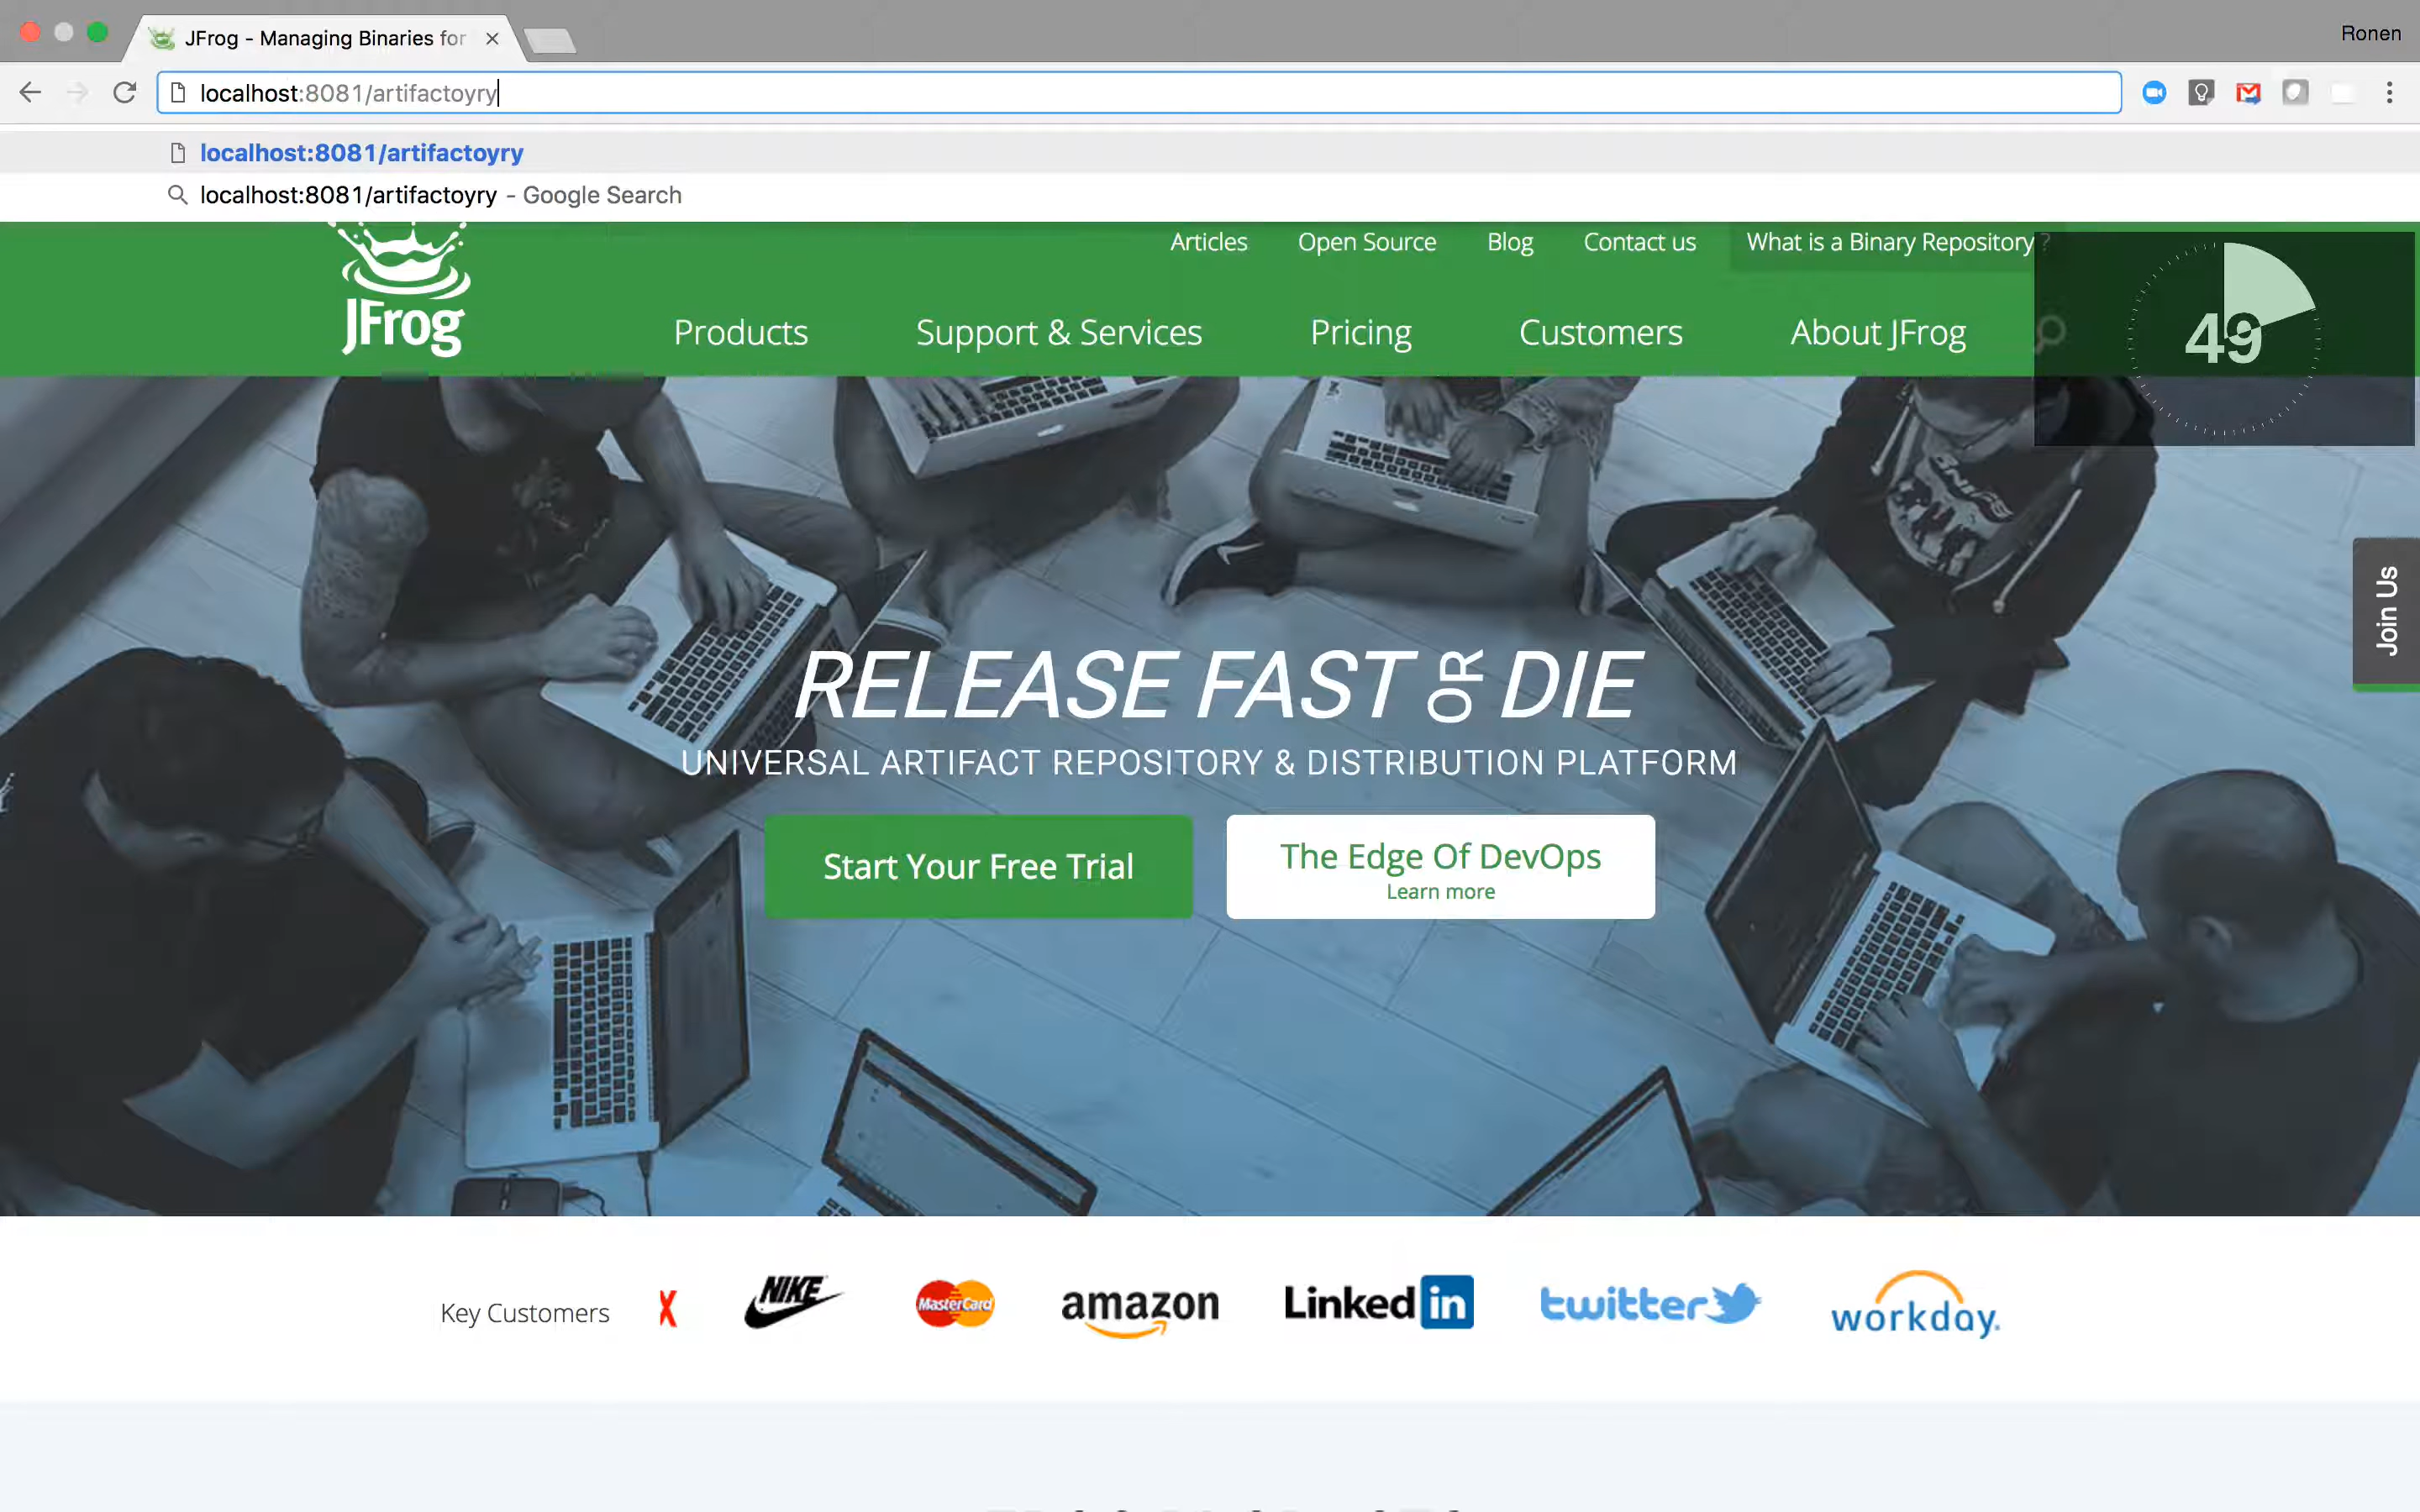 JFrog - Managing Binaries for
Ronen
localhost:8081/artifactoyry
localhost:8081/artifactoyry
localhost:8081/artifactoyry - Google Search
Articles Open Source Blog Contact us What is a Binary Repository ?
JFrog
Products Support & Services Pricing Customers About JFrog
49
Join Us
RELEASE FAST OR DIE
UNIVERSAL ARTIFACT REPOSITORY & DISTRIBUTION PLATFORM
Start Your Free Trial
The Edge Of DevOps
Learn more
Key Customers
NIKE
MasterCard
amazon
Linked in
twitter
workday.